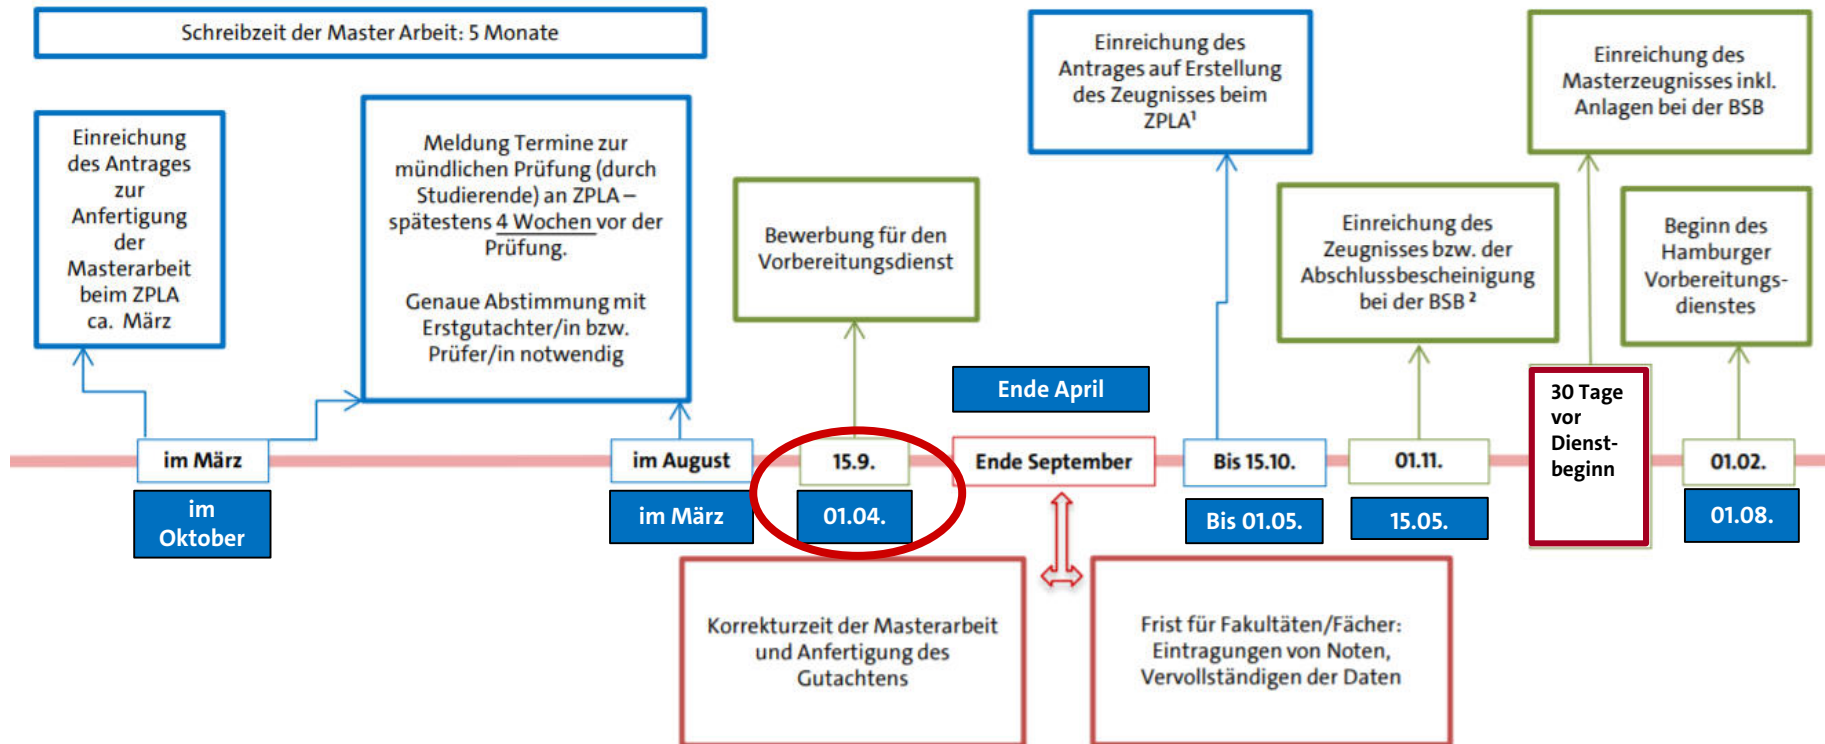 Schreibzeit der Master Arbeit: 5 Monate
Einreichung
des Antrages
zur
Anfertigung
der
Masterarbeit
beim ZPLA
ca. März
Meldung Termine zur
mündlichen Prüfung (durch
Studierende) an ZPLA –
spätestens 4 Wochen vor der
Prüfung.
Genaue Abstimmung mit
Erstgutachter/in bzw.
Prüfer/in notwendig
Bewerbung für den
Vorbereitungsdienst
Einreichung des
Antrages auf Erstellung
des Zeugnisses beim
ZPLA¹
Einreichung des
Zeugnisses bzw. der
Abschlussbescheinigung
bei der BSB ²
Einreichung des
Masterzeugnisses inkl.
Anlagen bei der BSB
Beginn des
Hamburger
Vorbereitungs-
dienstes
Ende April
im März
im August
15.9.
Ende September
Bis 15.10.
01.11.
30 Tage
vor
Dienst-
beginn
01.02.
im
Oktober
im März
01.04.
Bis 01.05.
15.05.
01.08.
Korrekturzeit der Masterarbeit
und Anfertigung des
Gutachtens
Frist für Fakultäten/Fächer:
Eintragungen von Noten,
Vervollständigen der Daten